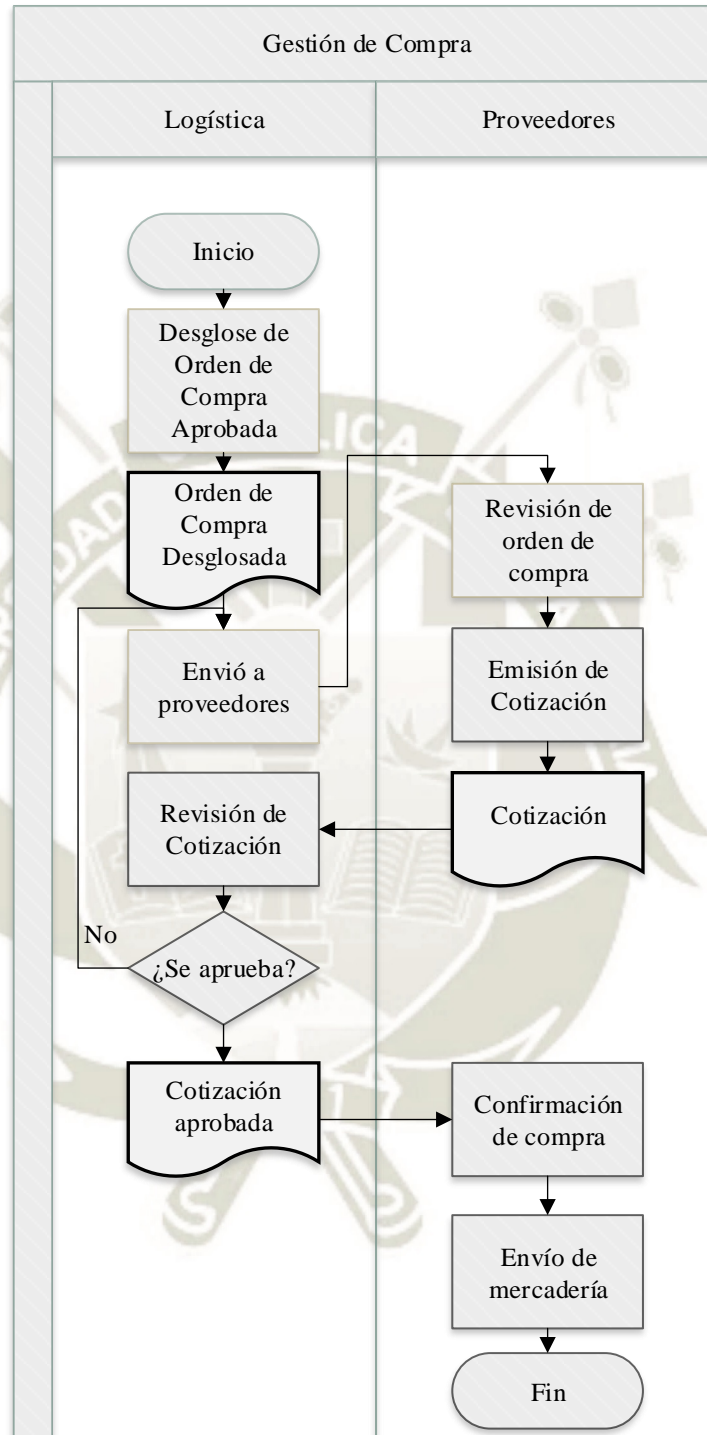 Gestión de Compra
Logística
Proveedores
Inicio
Desglose de
Orden de
Compra
Aprobada
Orden de
Compra
Desglosada
Envió a
proveedores
Revisión de
orden de
compra
Emisión de
Cotización
Cotización
Revisión de
Cotización
¿Se aprueba?
No
Cotización
aprobada
Confirmación
de compra
Envío de
mercadería
Fin